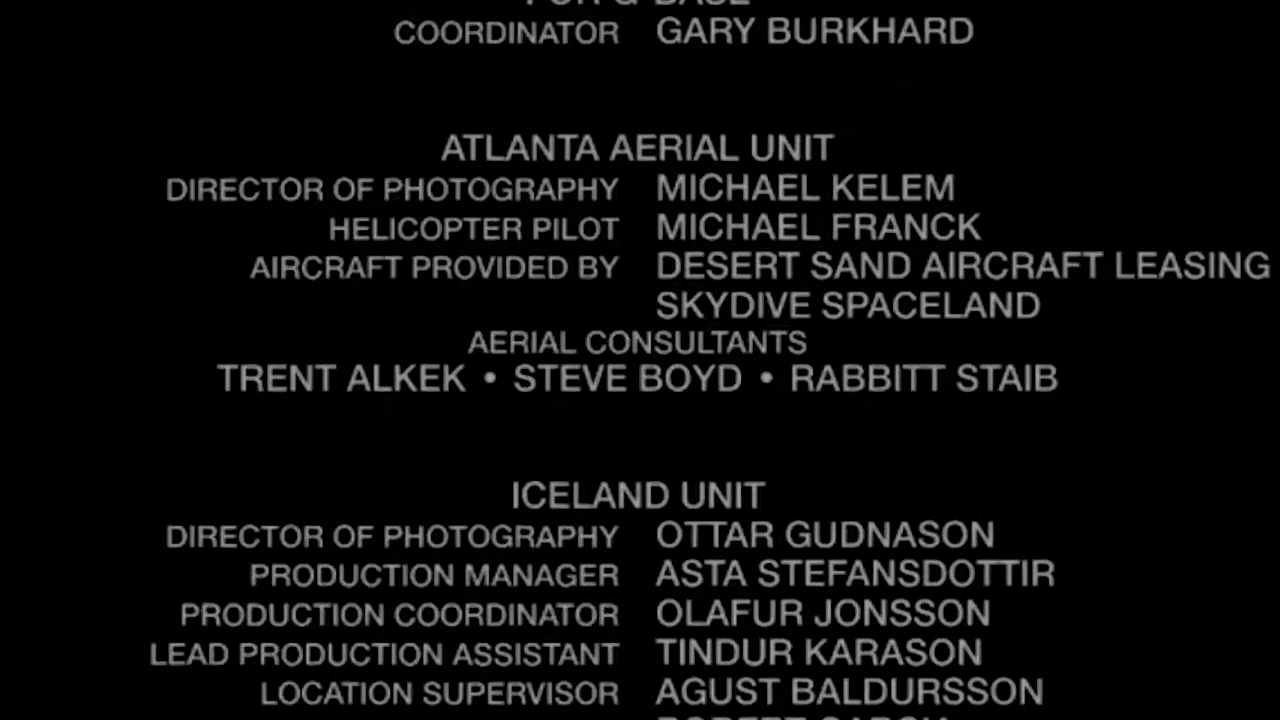 COORDINATOR GARY BURKHARD
ATLANTA AERIAL UNIT
DIRECTOR OF PHOTOGRAPHY MICHAEL KELEM
HELICOPTER PILOT MICHAEL FRANCK
AIRCRAFT PROVIDED BY DESERT SAND AIRCRAFT LEASING
SKYDIVE SPACELAND
AERIAL CONSULTANTS
TRENT ALKEK • STEVE BOYD • RABBITT STAIB
ICELAND UNIT
DIRECTOR OF PHOTOGRAPHY OTTAR GUDNASON
PRODUCTION MANAGER ASTA STEFANSDOTTIR
PRODUCTION COORDINATOR OLAFUR JONSSON
LEAD PRODUCTION ASSISTANT TINDUR KARASON
LOCATION SUPERVISOR AGUST BALDURSSON